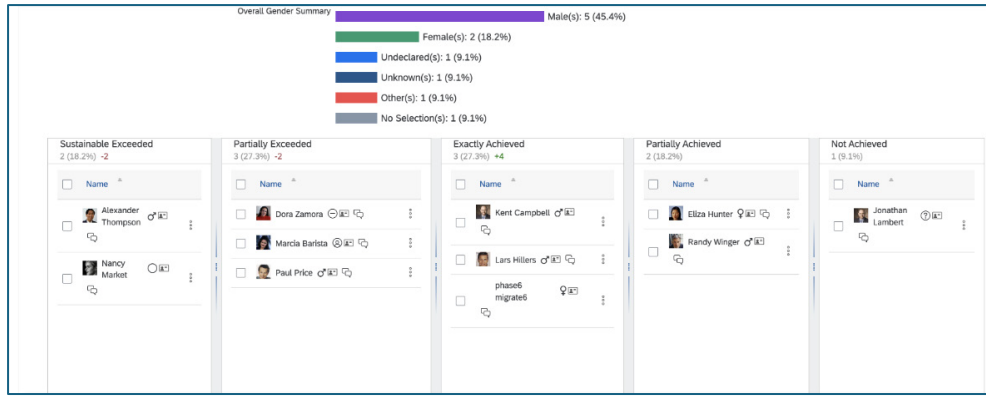 Overall Gender Summary
Male(s): 5 (45.4%)
Female(s): 2 (18.2%)
Undeclared(s): 1 (9.1%)
Unknown(s): 1 (9.1%)
Other(s): 1 (9.1%)
No Selection(s): 1 (9.1%)
Sustainable Exceeded
2 (18.2%) -2
Name
Alexander
Thompson
Nancy
Market
Partially Exceeded
3 (27.3%) -2
Name
Dora Zamora
Marcia Barista
Paul Price
Exactly Achieved
3 (27.3%) +4
Name
Kent Campbell
Lars Hillers
phase6
migrate6
Partially Achieved
2 (18.2%)
Name
Eliza Hunter
Randy Winger
Not Achieved
1 (9.1%)
Name
Jonathan
Lambert